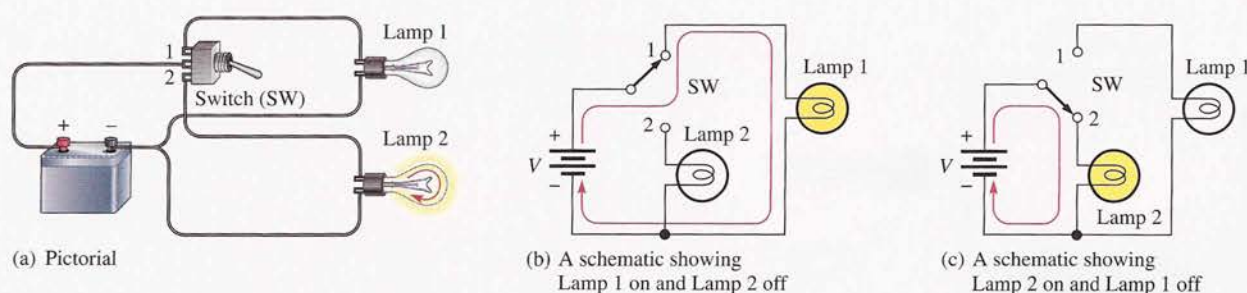 1
2
Switch (SW)
Lamp 1
Lamp 2
+
−
(a) Pictorial
1
SW
2
Lamp 2
Lamp 1
+
V
−
(b) A schematic showing
Lamp 1 on and Lamp 2 off
1
SW
2
Lamp 1
Lamp 2
+
V
−
(c) A schematic showing
Lamp 2 on and Lamp 1 off